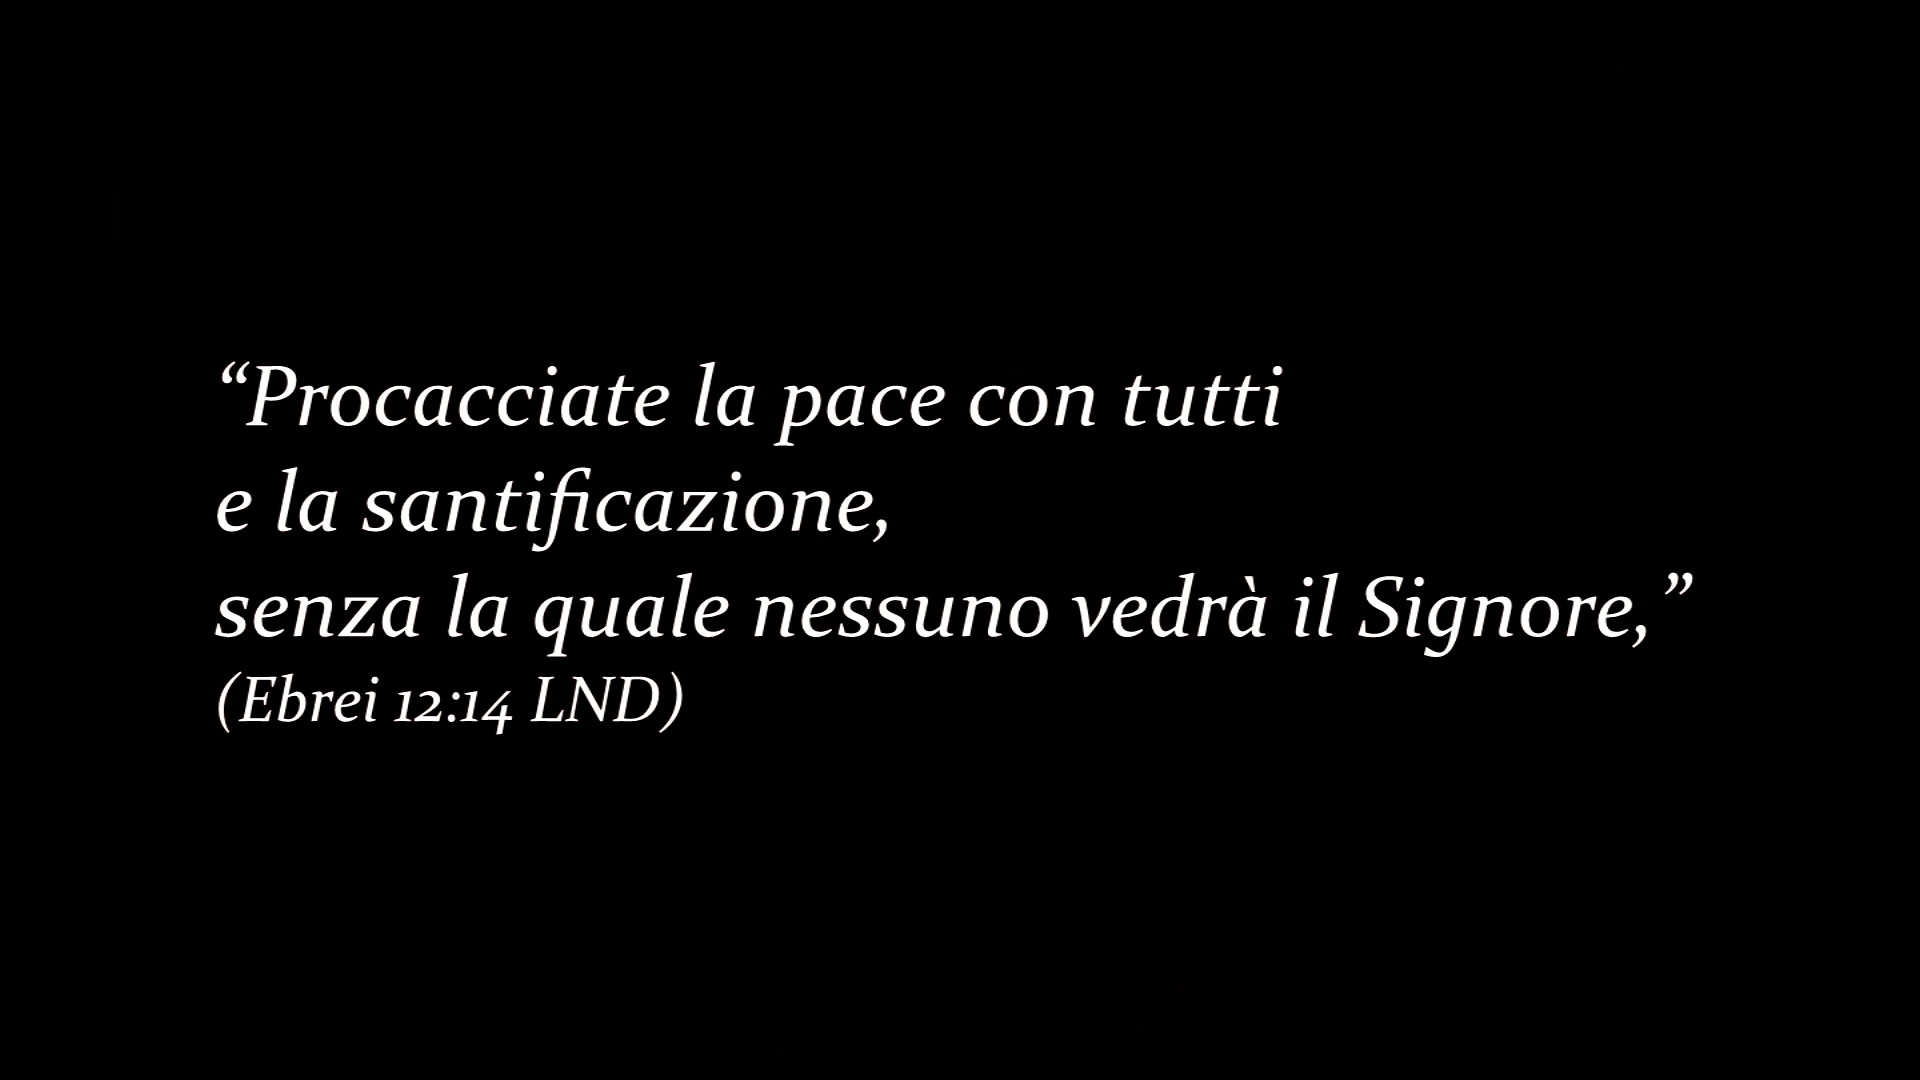 “Procacciate la pace con tutti
e la santificazione,
senza la quale nessuno vedrà il Signore,”
(Ebrei 12:14 LND)